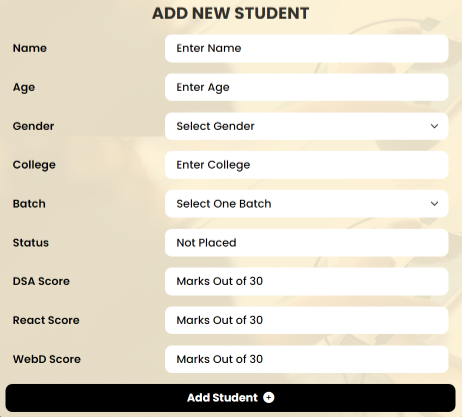 ADD NEW STUDENT
Name Enter Name
Age Enter Age
Gender Select Gender
College Enter College
Batch Select One Batch
Status Not Placed
DSA Score Marks Out of 30
React Score Marks Out of 30
WebD Score Marks Out of 30
Add Student